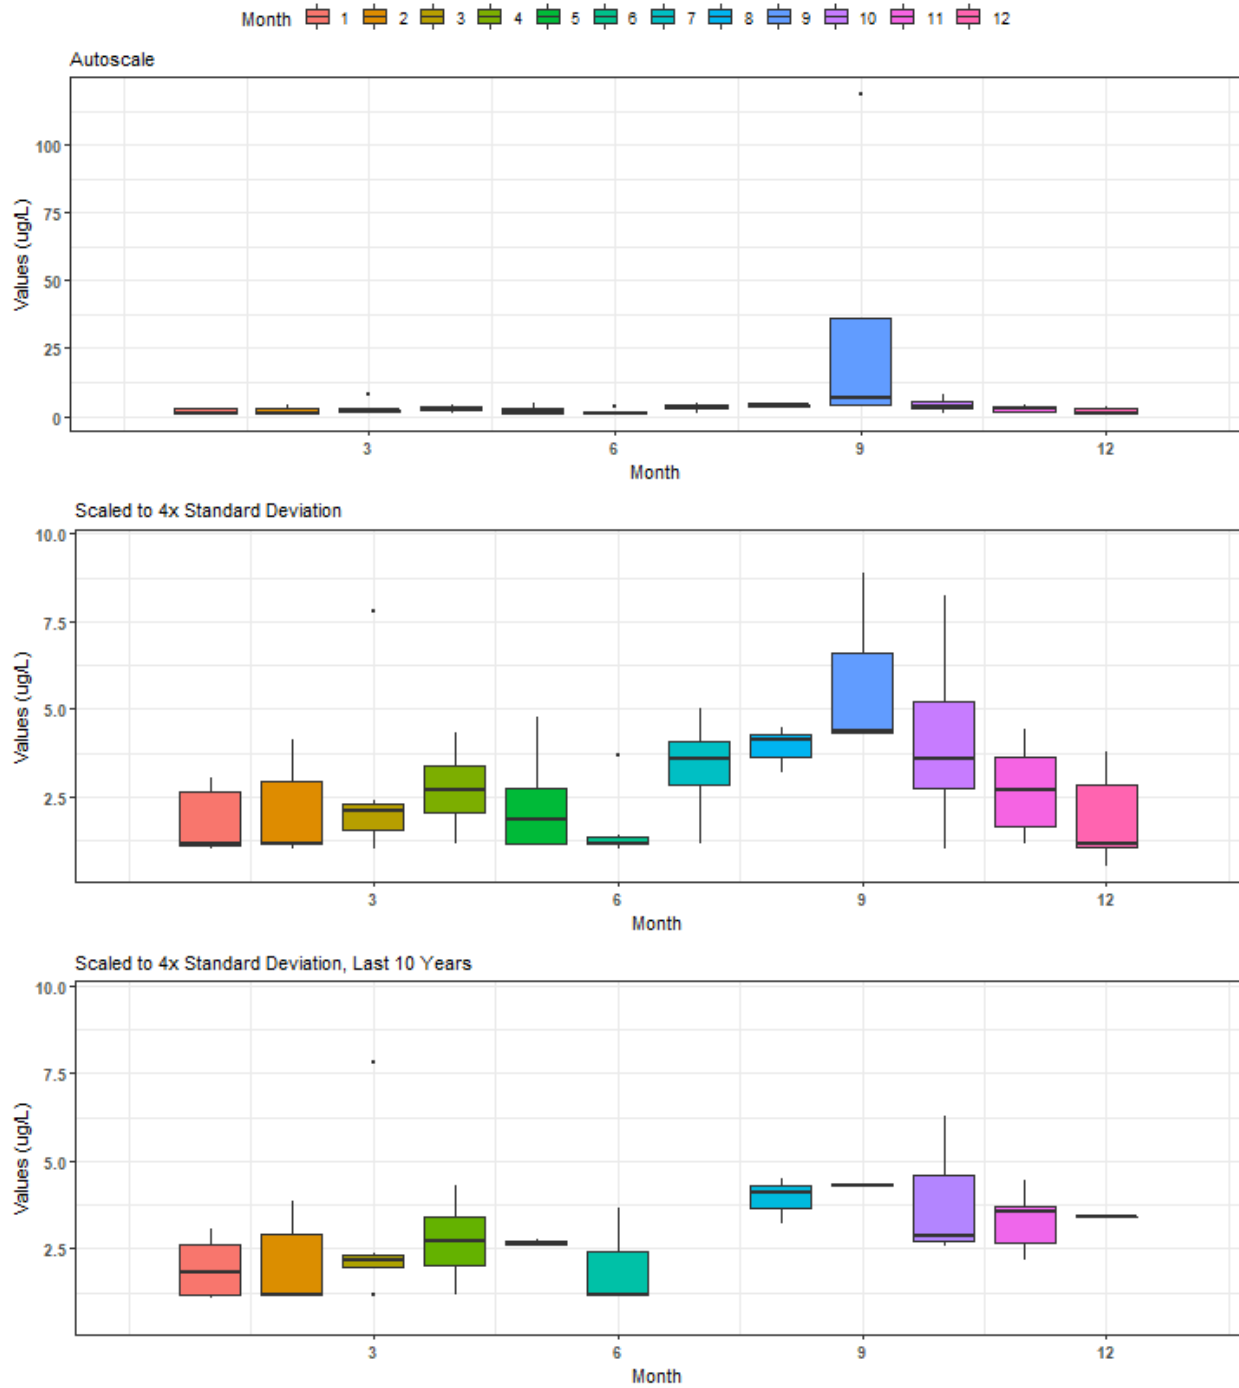 Month 1 2 3 4 5 6 7 8 9 10 11 12
Autoscale
Values (ug/L)
100
75
50
25
0
3 6 9 12
Month
Scaled to 4x Standard Deviation
Values (ug/L)
10.0
7.5
5.0
2.5
3 6 9 12
Month
Scaled to 4x Standard Deviation, Last 10 Years
Values (ug/L)
10.0
7.5
5.0
2.5
3 6 9 12
Month